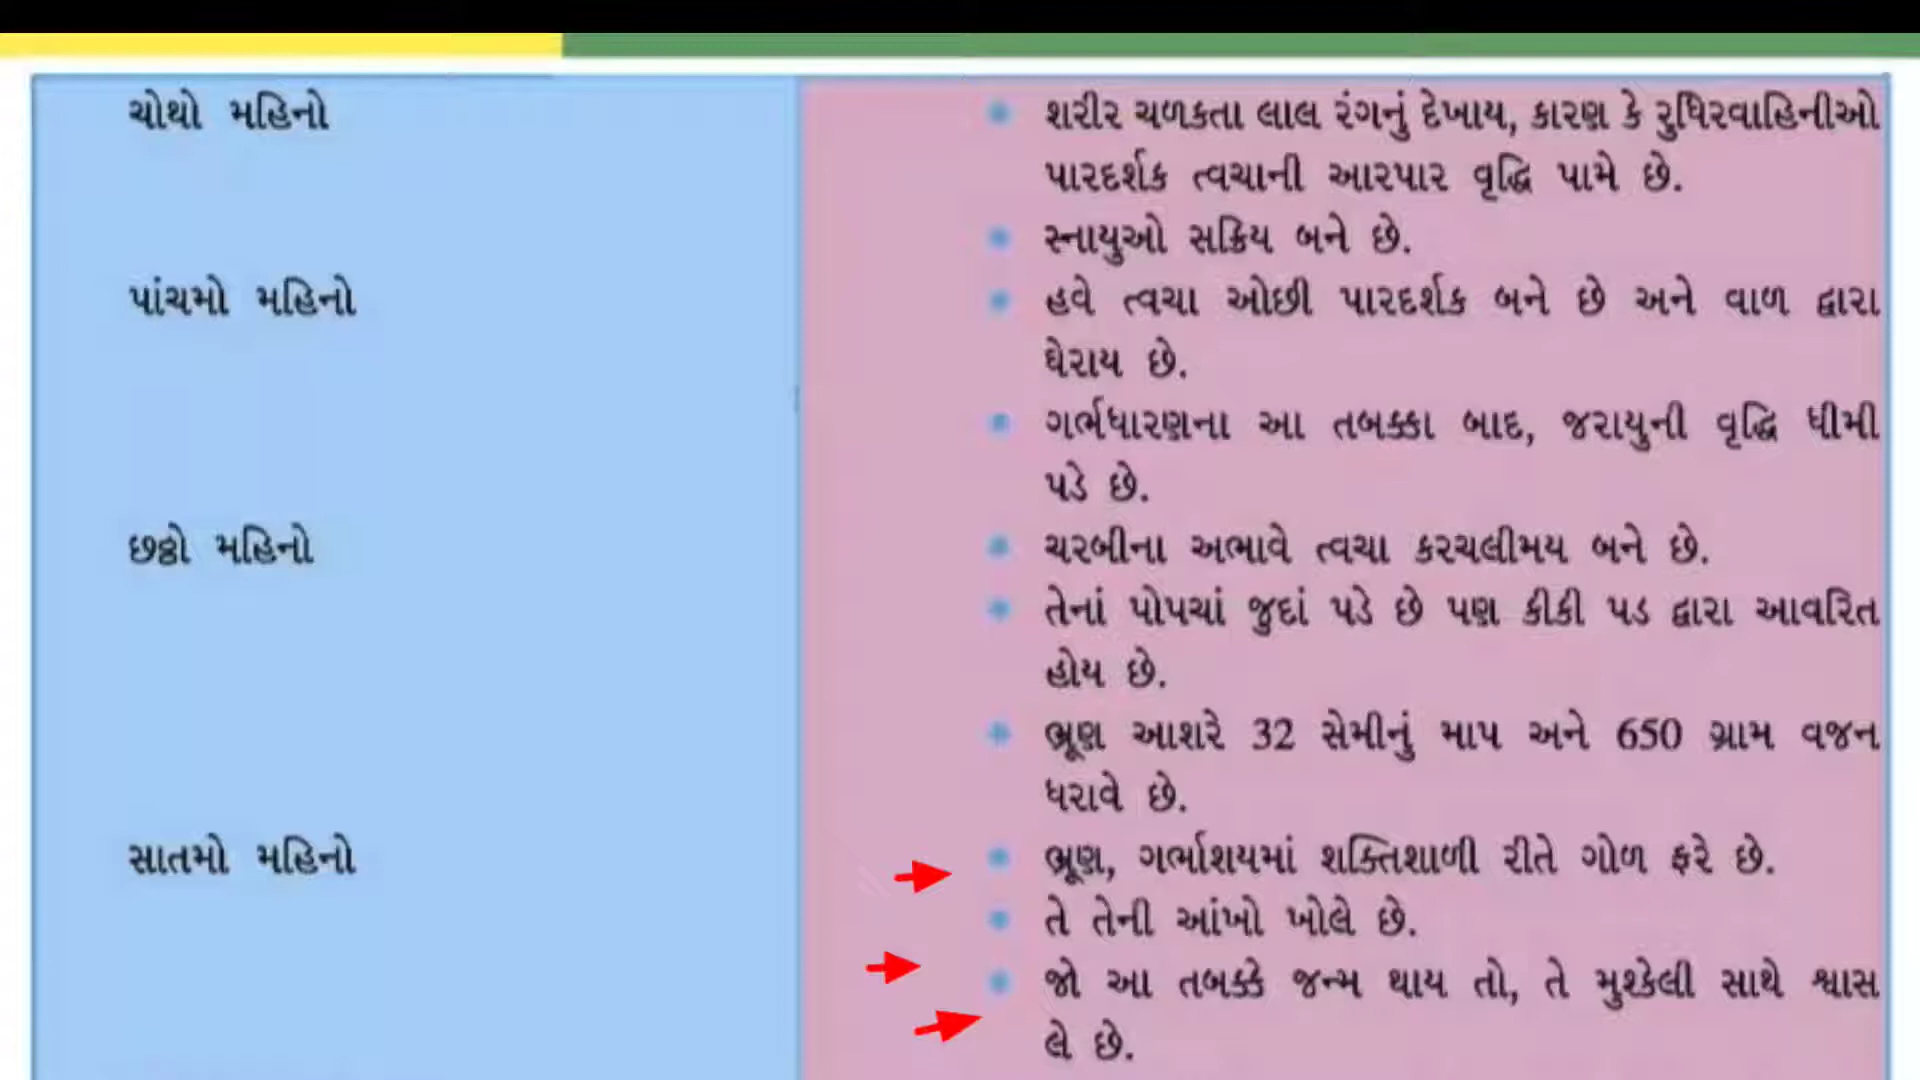 ચોથો મહિનો
શરીર ચળકતા લાલ રંગનું દેખાય, કારણ કે રુધિરવાહિનીઓ
પારદર્શક ત્વચાની આરપાર વૃદ્ધિ પામે છે.
સ્નાયુઓ સક્રિય બને છે.
પાંચમો મહિનો
હવે ત્વચા ઓછી પારદર્શક બને છે અને વાળ દ્વારા
ઘેરાય છે.
ગર્ભધારણના આ તબક્કા બાદ, જરાયુની વૃદ્ધિ ધીમી
પડે છે.
છઠ્ઠો મહિનો
ચરબીના અભાવે ત્વચા કરચલીમય બને છે.
તેનાં પોપચાં જુદાં પડે છે પણ કીકી પડ દ્વારા આવરિત
હોય છે.
ભ્રૂણ આશરે 32 સેમીનું માપ અને 650 ગ્રામ વજન
ધરાવે છે.
સાતમો મહિનો
ભ્રૂણ, ગર્ભાશયમાં શક્તિશાળી રીતે ગોળ ફરે છે.
તે તેની આંખો ખોલે છે.
જો આ તબક્કે જન્મ થાય તો, તે મુશ્કેલી સાથે શ્વાસ
લે છે.